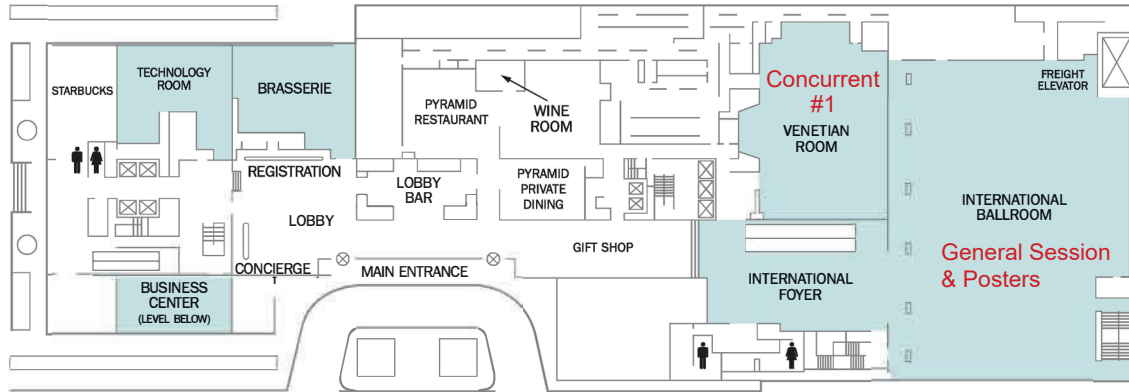 STARBUCKS
TECHNOLOGY
ROOM
BRASSERIE
PYRAMID
RESTAURANT
WINE
ROOM
Concurrent
#1
VENETIAN
ROOM
FREIGHT
ELEVATOR
REGISTRATION
LOBBY
BAR
PYRAMID
PRIVATE
DINING
LOBBY
GIFT SHOP
INTERNATIONAL
BALLROOM
General Session
& Posters
CONCIERGE
MAIN ENTRANCE
BUSINESS
CENTER
(LEVEL BELOW)
INTERNATIONAL
FOYER